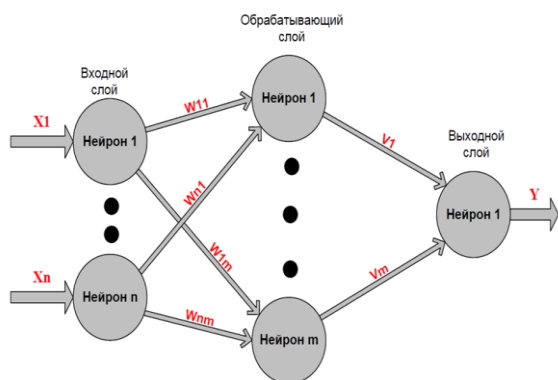 Обрабатывающий
слой
Входной
слой
X1
Нейрон 1
W11
Нейрон 1
V1
Выходной
слой
Wn1
Нейрон 1
Y
W1m
Xn
Нейрон n
Wnm
Vm
Нейрон m